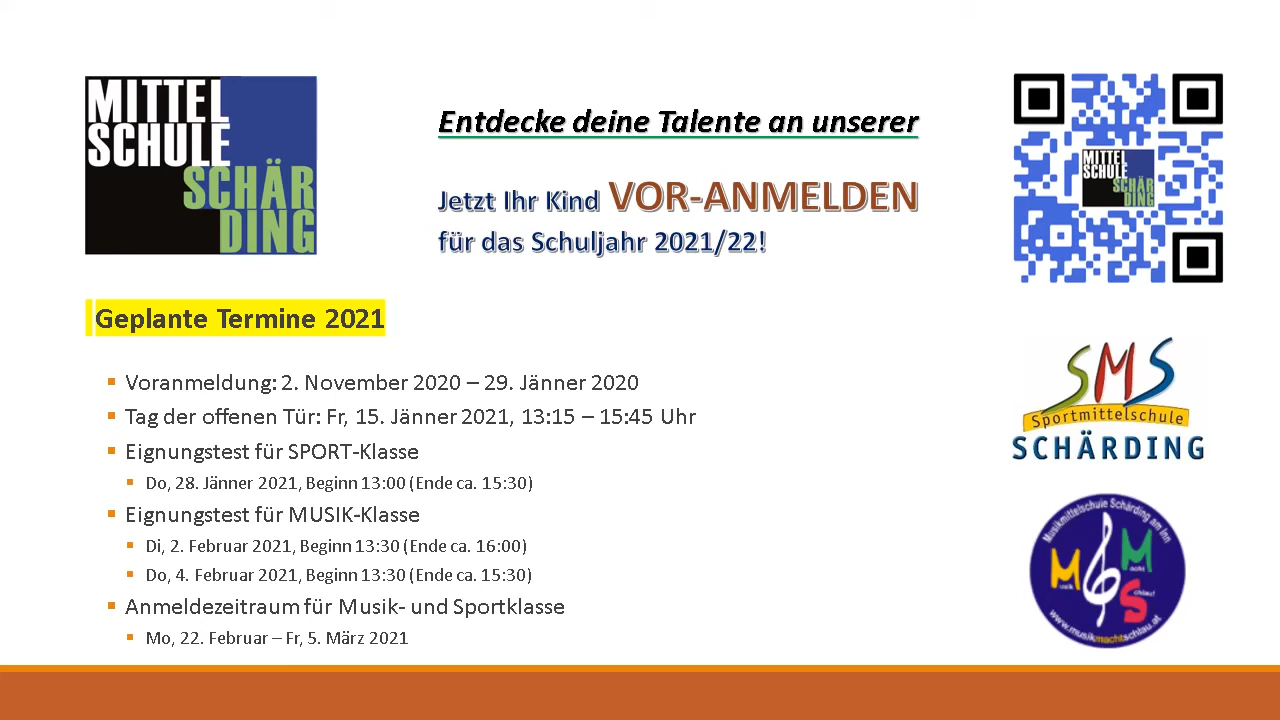 MITTEL
SCHULE
SCHÄR
DING
Entdecke deine Talente an unserer
Jetzt Ihr Kind VOR-ANMELDEN
für das Schuljahr 2021/22!
MITTEL
SCHULE
SCHÄR
DING
Geplante Termine 2021
Voranmeldung: 2. November 2020 – 29. Jänner 2020
Tag der offenen Tür: Fr, 15. Jänner 2021, 13:15 – 15:45 Uhr
Eignungstest für SPORT-Klasse
Do, 28. Jänner 2021, Beginn 13:00 (Ende ca. 15:30)
Eignungstest für MUSIK-Klasse
Di, 2. Februar 2021, Beginn 13:30 (Ende ca. 16:00)
Do, 4. Februar 2021, Beginn 13:30 (Ende ca. 15:30)
Anmeldezeitraum für Musik- und Sportklasse
Mo, 22. Februar – Fr, 5. März 2021
SMS
Sportmittelschule
SCHÄRDING
Musikmittelschule Schärding am Inn
Musik
Macht
Schlau!
www.musikmachtschlau.at